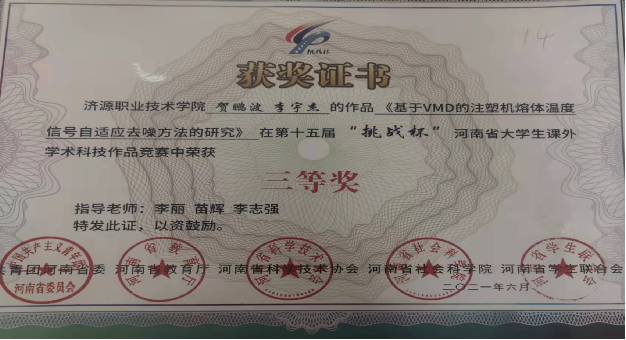 挑战杯
14
获奖证书
济源职业技术学院 贺鹏波 李宇杰 的作品《基于VMD的注塑机熔体温度
信号自适应去噪方法的研究》 在第十五届 “挑战杯” 河南省大学生课外
学术科技作品竞赛中荣获
三等奖
指导老师：李丽 苗辉 李志强
特发此证，以资鼓励。
共青团河南省委 河南省教育厅 河南省科学技术协会 河南省社会科学院 河南省学生联合会
河南省委员会
二〇二一年六月